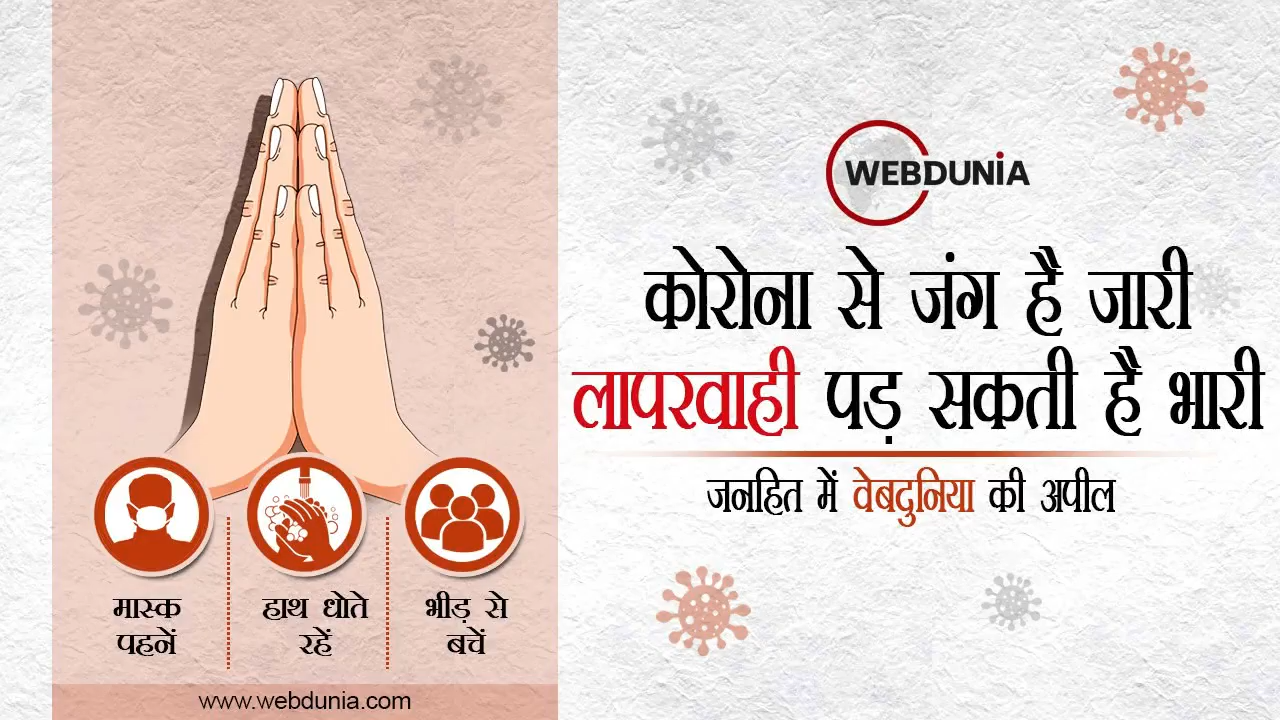 WEBDUNIA
कोरोना से जंग है जारी
लापरवाही पड़ सकती है भारी
जनहित में वेबदुनिया की अपील
मास्क
पहनें
हाथ धोते
रहें
भीड़ से
बचें
www.webdunia.com